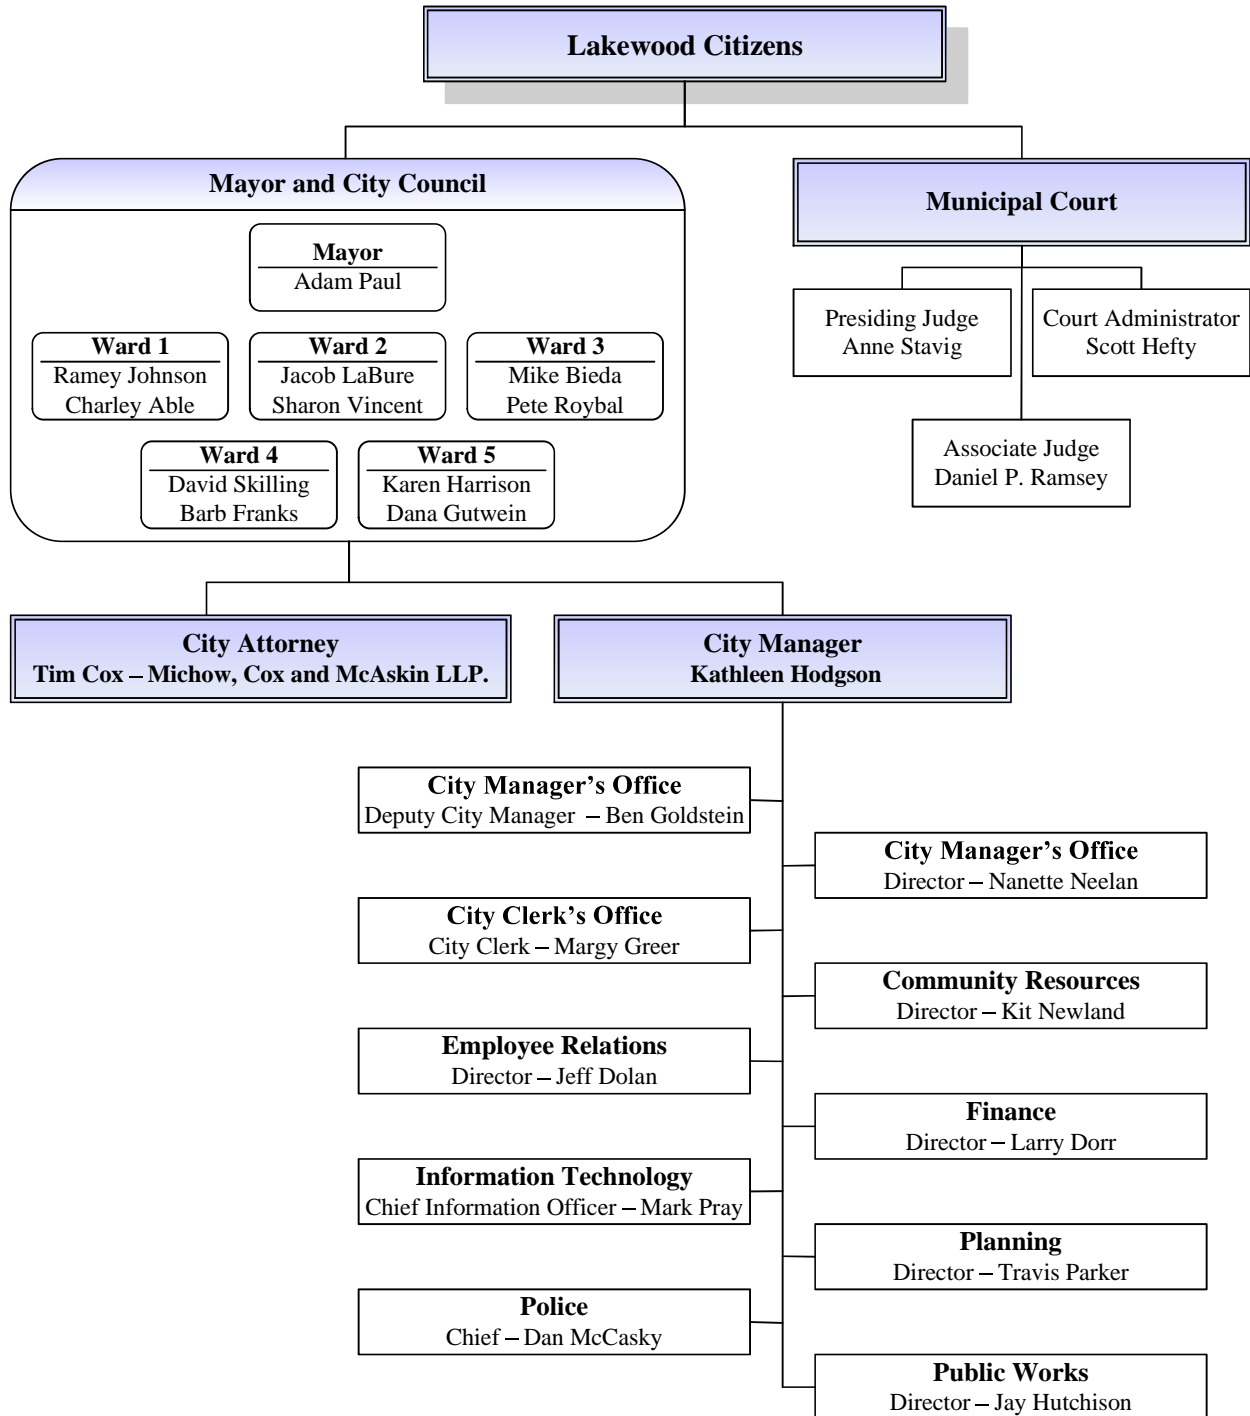 Lakewood Citizens
Mayor and City Council
Mayor
Adam Paul
Ward 1
Ramey Johnson
Charley Able
Ward 2
Jacob LaBure
Sharon Vincent
Ward 3
Mike Bieda
Pete Roybal
Ward 4
David Skilling
Barb Franks
Ward 5
Karen Harrison
Dana Gutwein
Municipal Court
Presiding Judge
Anne Stavig
Court Administrator
Scott Hefty
Associate Judge
Daniel P. Ramsey
City Attorney
Tim Cox – Michow, Cox and McAskin LLP.
City Manager
Kathleen Hodgson
City Manager’s Office
Deputy City Manager – Ben Goldstein
City Manager’s Office
Director – Nanette Neelan
City Clerk’s Office
City Clerk – Margy Greer
Community Resources
Director – Kit Newland
Employee Relations
Director – Jeff Dolan
Finance
Director – Larry Dorr
Information Technology
Chief Information Officer – Mark Pray
Planning
Director – Travis Parker
Police
Chief – Dan McCasky
Public Works
Director – Jay Hutchison